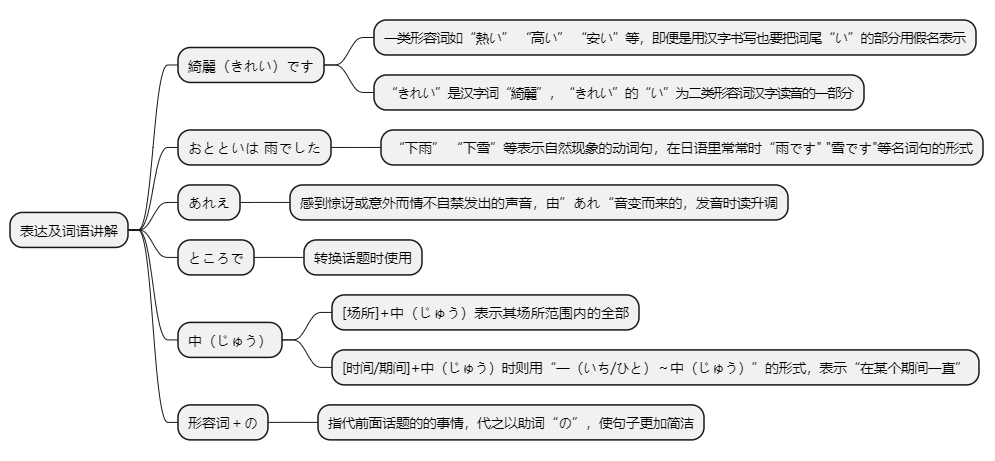 表达及词语讲解
綺麗（きれい）です
一类形容词如“熱い” “高い” “安い”等，即便是用汉字书写也要把词尾“い”的部分用假名表示
“きれい”是汉字词“綺麗”，“きれい”的“い”为二类形容词汉字读音的一部分
おとといは 雨でした
“下雨” “下雪”等表示自然现象的动词句，在日语里常常时“雨です" "雪です"等名词句的形式
あれえ
感到惊讶或意外而情不自禁发出的声音，由”あれ“音变而来的，发音时读升调
ところで
转换话题时使用
中（じゅう）
[场所]+中（じゅう）表示其场所范围内的全部
[时间/期间]+中（じゅう）时则用“一（いち/ひと）～中（じゅう）”的形式，表示“在某个期间一直”
形容词＋の
指代前面话题的的事情，代之以助词“の”，使句子更加简洁